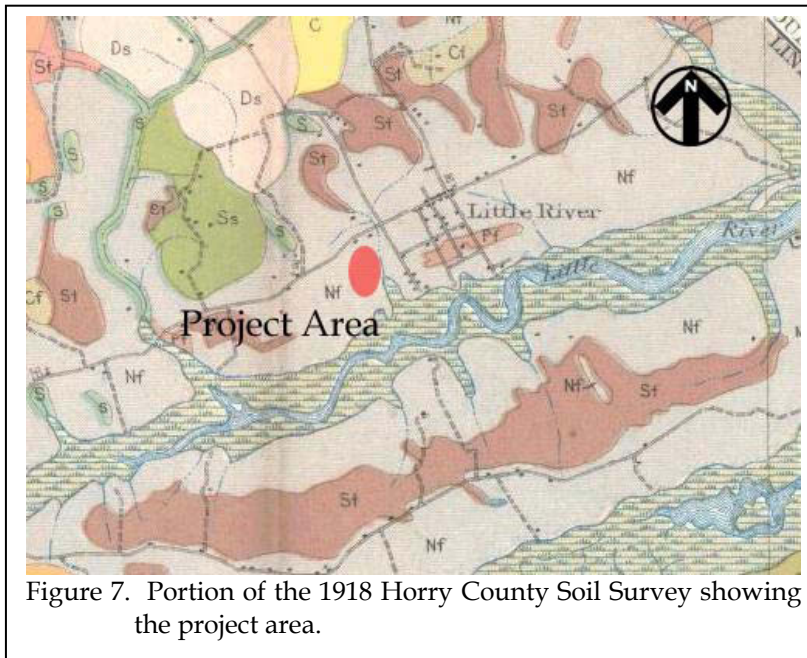 St
Ds
C
Cf
St
N
Ds
St
S
S
St
St
Nf
S
St
Ss
Little River
Pf
S
S
River
Little
Cf
St
Nf
Project Area
Nf
Nf
Nf
St
S
S
St
Nf
Figure 7. Portion of the 1918 Horry County Soil Survey showing
the project area.